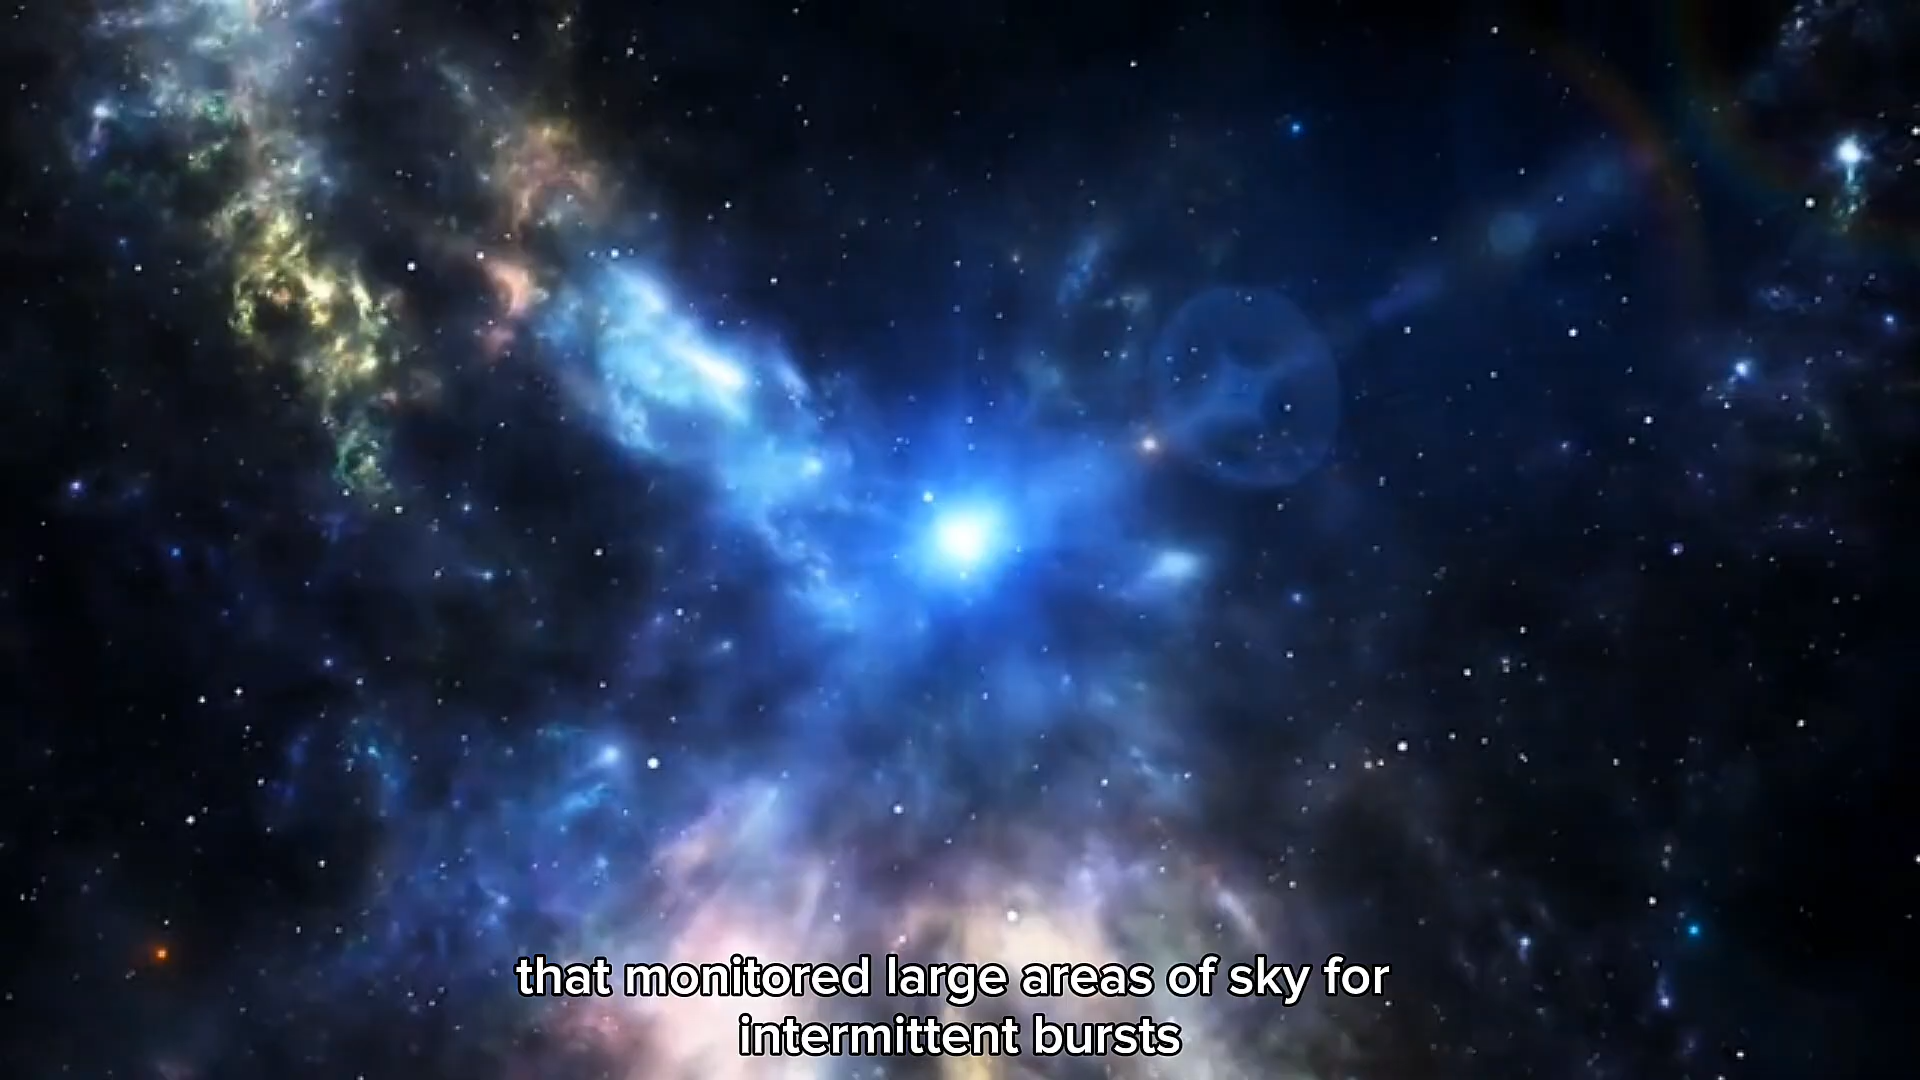 that monitored large areas of sky for
intermittent bursts